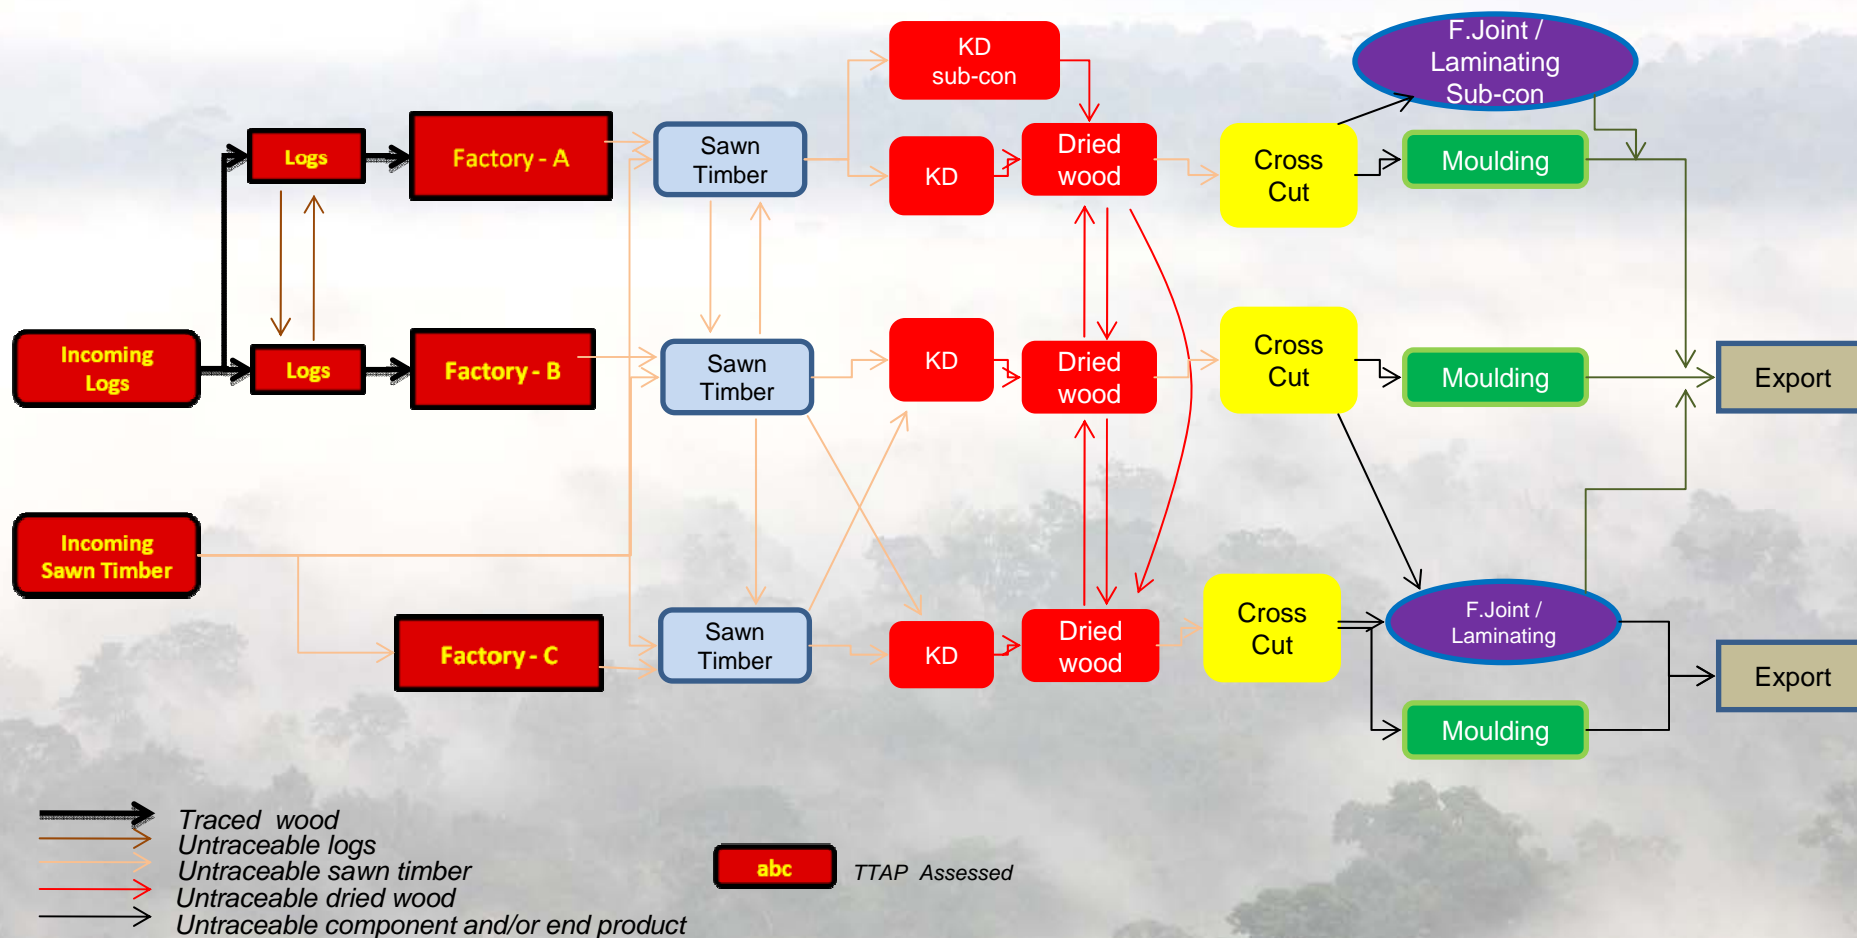 F.Joint /
Laminating
Sub-con
KD
sub-con
Logs
Factory - A
Sawn
Timber
KD
Dried
wood
Cross
Cut
Moulding
Incoming
Logs
Logs
Factory - B
Sawn
Timber
KD
Dried
wood
Cross
Cut
Moulding
Export
Incoming
Sawn Timber
Factory - C
Sawn
Timber
KD
Dried
wood
Cross
Cut
F.Joint /
Laminating
Export
Moulding
Traced wood
Untraceable logs
Untraceable sawn timber
Untraceable dried wood
Untraceable component and/or end product
abc
TTAP Assessed